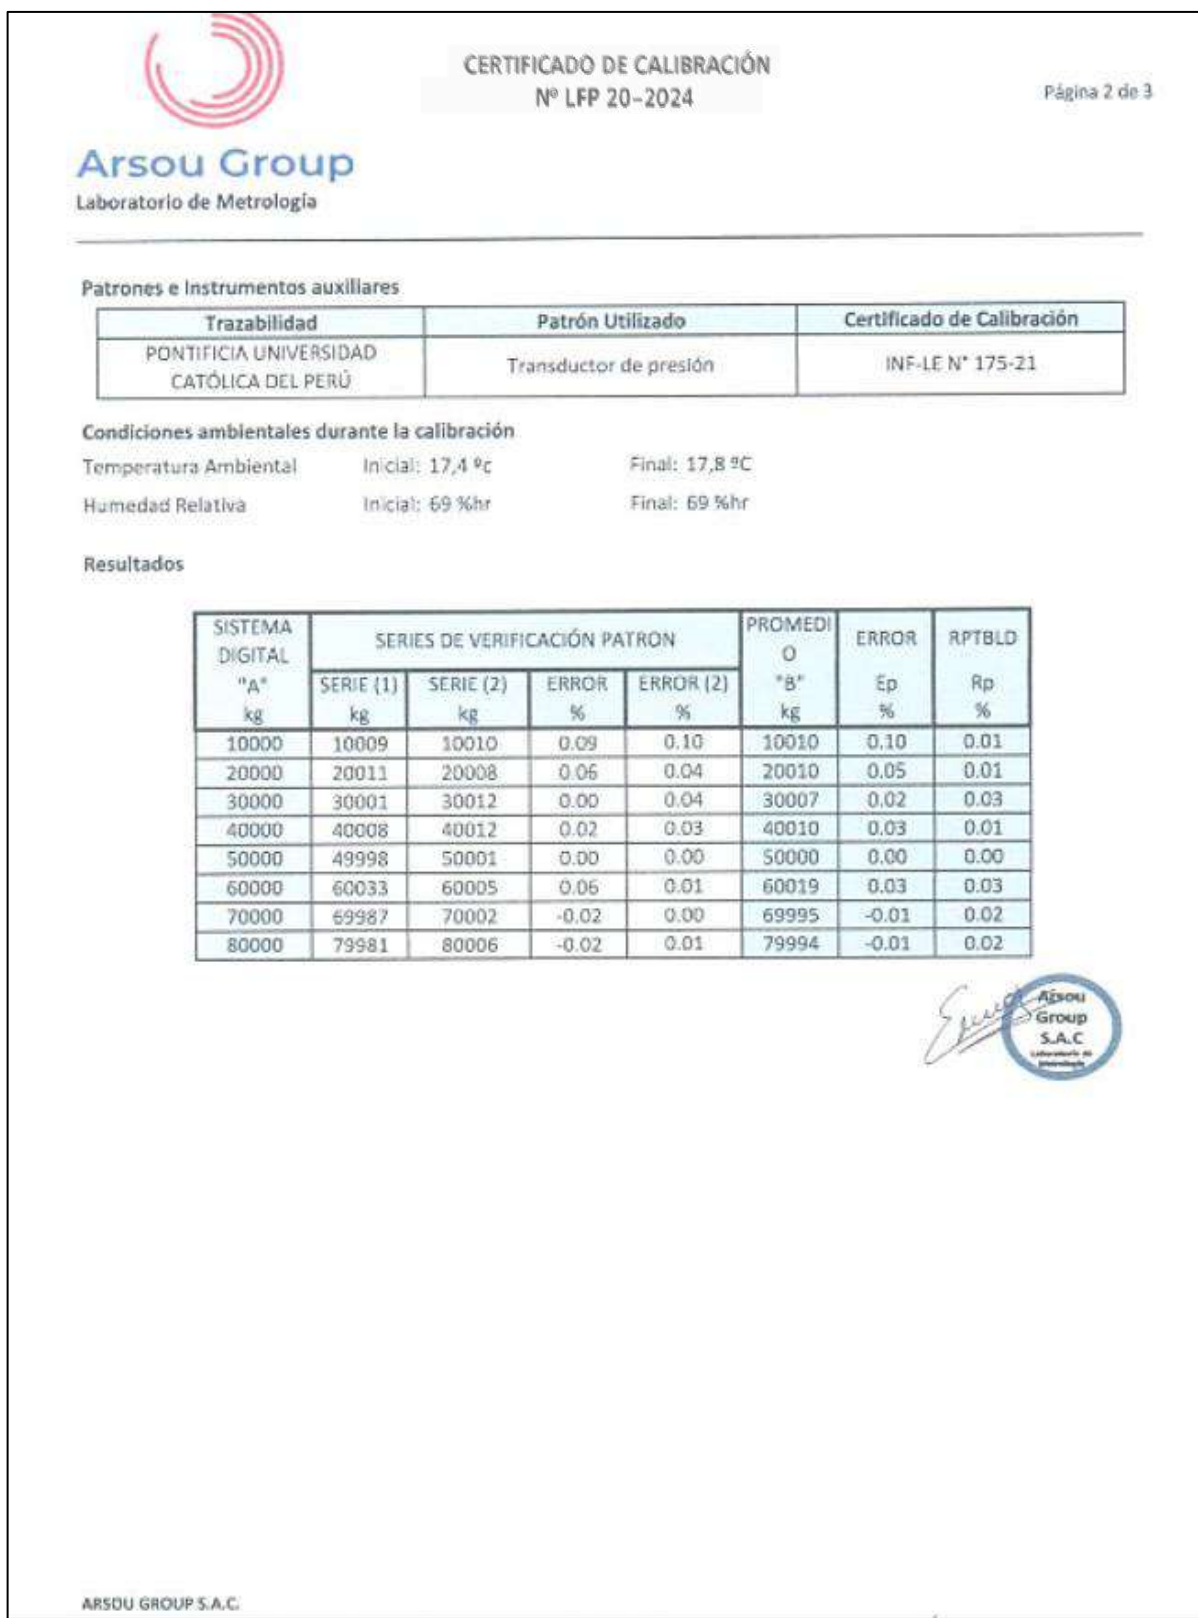 CERTIFICADO DE CALIBRACIÓN
Nº LFP 20-2024
Página 2 de 3
Arsou Group
Laboratorio de Metrología
Patrones e Instrumentos auxiliares
Trazabilidad Patrón Utilizado Certificado de Calibración
PONTIFICIA UNIVERSIDAD CATÓLICA DEL PERÚ Transductor de presión INF-LE N° 175-21
Condiciones ambientales durante la calibración
Temperatura Ambiental Inicial: 17,4 ºc Final: 17,8 ºC
Humedad Relativa Inicial: 69 %hr Final: 69 %hr
Resultados
SISTEMA DIGITAL "A" kg SERIES DE VERIFICACIÓN PATRON PROMEDIO "B" kg ERROR Ep % RPTBLD Rp %
SERIE (1) kg SERIE (2) kg ERROR % ERROR (2) %
10000 10009 10010 0.09 0.10 10010 0.10 0.01
20000 20011 20008 0.06 0.04 20010 0.05 0.01
30000 30001 30012 0.00 0.04 30007 0.02 0.03
40000 40008 40012 0.02 0.03 40010 0.03 0.01
50000 49998 50001 0.00 0.00 50000 0.00 0.00
60000 60033 60005 0.06 0.01 60019 0.03 0.03
70000 69987 70002 -0.02 0.00 69995 -0.01 0.02
80000 79981 80006 -0.02 0.01 79994 -0.01 0.02
Arsou
Group
S.A.C
Laboratorio de
Metrología
ARSOU GROUP S.A.C.